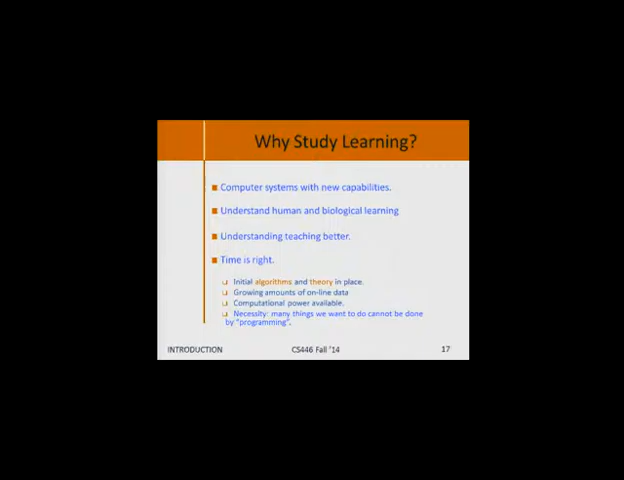 Why Study Learning?
Computer systems with new capabilities.
Understand human and biological learning
Understanding teaching better.
Time is right.
Initial algorithms and theory in place.
Growing amounts of on-line data
Computational power available.
Necessity: many things we want to do cannot be done
by "programming".
INTRODUCTION
CS446 Fall '14
17